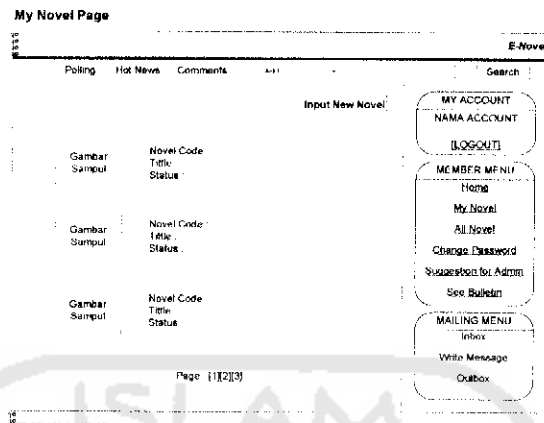 My Novel Page
E-Nove
Polling Hot News Comments Search
Input New Novel
MY ACCOUNT
NAMA ACCOUNT
[LOGOUT]
Gambar Sampul
Novel Code
Tittle
Status :
MEMBER MENU
Home
My Novel
All Novel
Change Password
Suggestion for Admin
See Bulletin
Gambar Sampul
Novel Code :
Tittle :
Status :
Gambar Sampul
Novel Code
Tittle
Status
MAILING MENU
Inbox
Write Message
Outbox
Page [1][2][3]
ISLAM